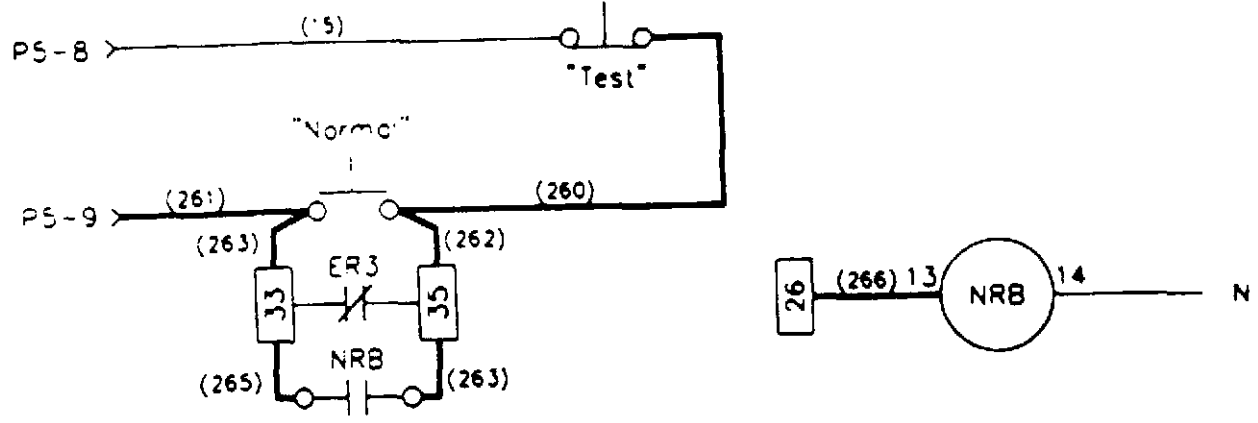 (15)
PS-8
"Test"
"Normal"
(261)
(260)
PS-9
(263)
(262)
ER3
33
35
26
(266)
13
NRB
14
N
NRB
(265)
(263)